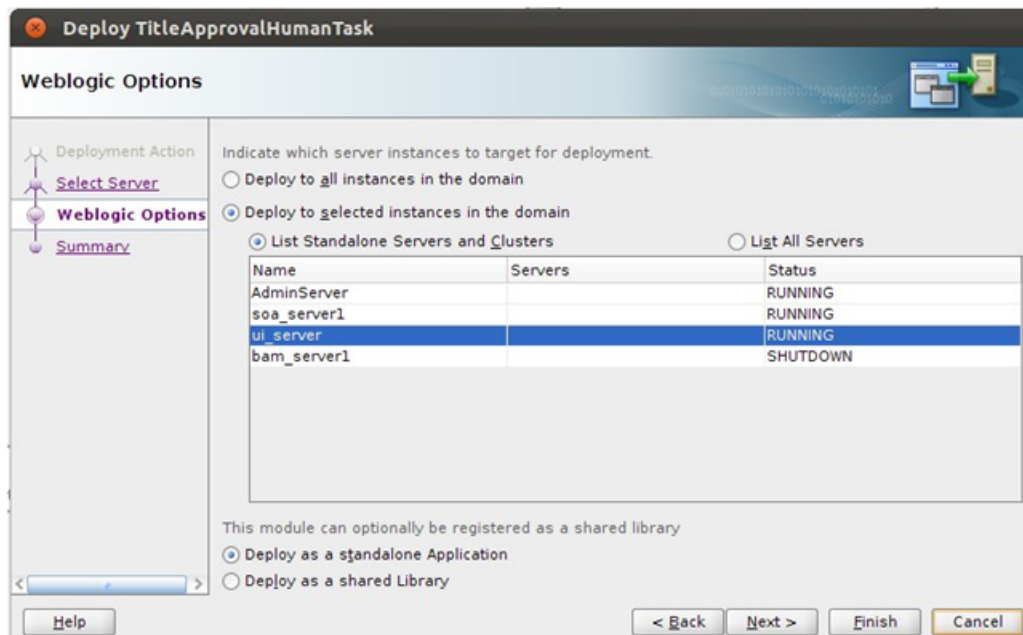 Deploy TitleApprovalHumanTask
Weblogic Options
Deployment Action
Select Server
Weblogic Options
Summary
Indicate which server instances to target for deployment.
Deploy to all instances in the domain
Deploy to selected instances in the domain
List Standalone Servers and Clusters
List All Servers
Name Servers Status
AdminServer RUNNING
soa_server1 RUNNING
ui_server RUNNING
bam_server1 SHUTDOWN
This module can optionally be registered as a shared library
Deploy as a standalone Application
Deploy as a shared Library
Help < Back Next > Finish Cancel